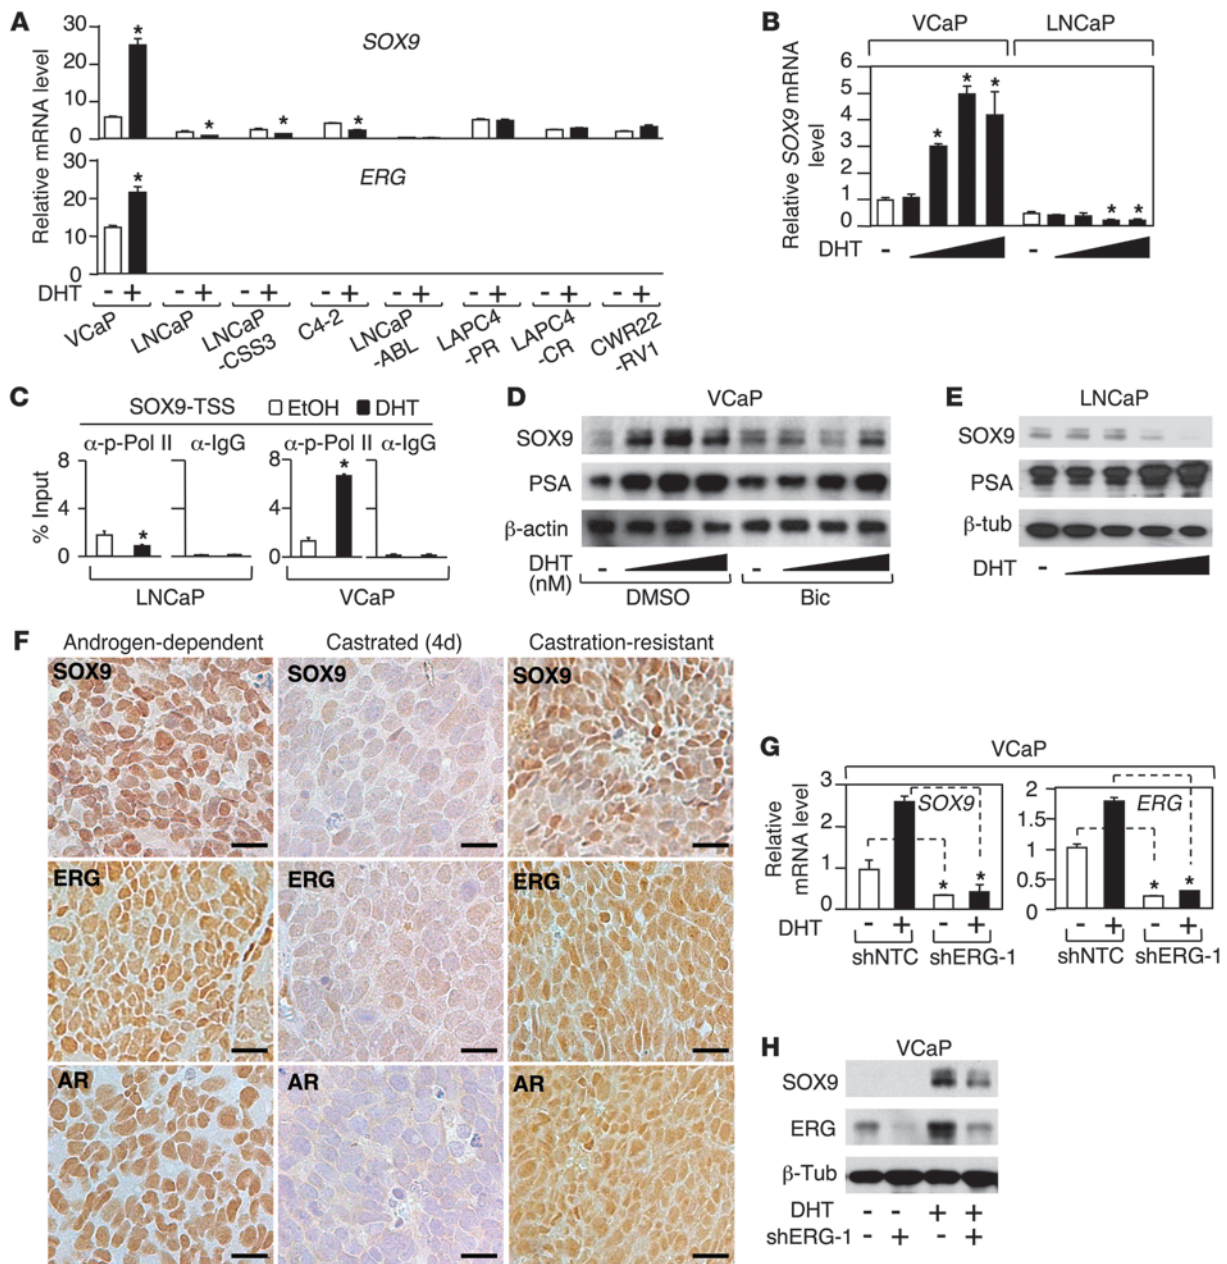 A
SOX9
Relative mRNA level
30
20
10
0
ERG
30
20
10
0
DHT - + - + - + - + - + - + - + - +
VCaP
LNCaP
LNCaP
-CSS3
C4-2
LNCaP
-ABL
LAPC4
-PR
LAPC4
-CR
CWR22
-RV1
* * * *
*
B
VCaP LNCaP
Relative SOX9 mRNA
level
6
5
4
3
2
1
0
* * * * *
DHT - -
C
SOX9-TSS EtOH DHT
α-p-Pol II α-IgG α-p-Pol II α-IgG
% Input
8 8
4 4
0 0
* *
LNCaP VCaP
D
VCaP
SOX9
PSA
β-actin
DHT - -
(nM)
DMSO Bic
E
LNCaP
SOX9
PSA
β-tub
DHT -
F
Androgen-dependent Castrated (4d) Castration-resistant
SOX9 SOX9 SOX9
ERG ERG ERG
AR AR AR
G
VCaP
Relative
mRNA level
SOX9 ERG
3
2
1
0
2
1.5
1
0.5
0
* * * *
DHT - + - + - + - +
shNTC shERG-1 shNTC shERG-1
H
VCaP
SOX9
ERG
β-Tub
DHT - - + +
shERG-1 - + - +